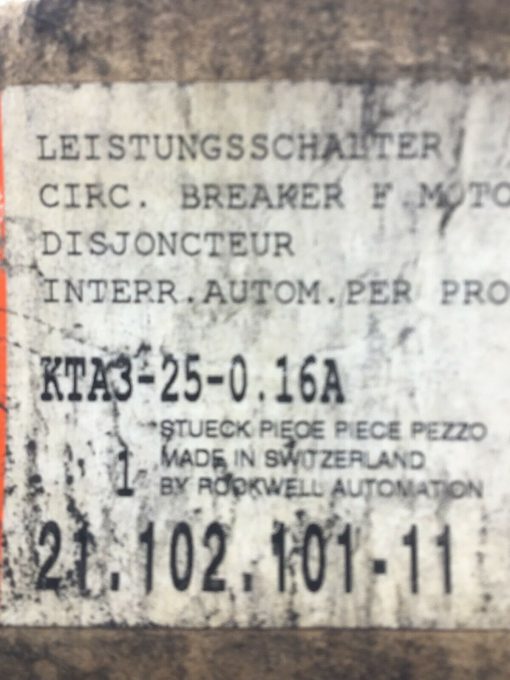 LEISTUNGSSCHALTER
CIRC. BREAKER F.MOTO
DISJONCTEUR
INTERR.AUTOM.PER PRO
KTA3-25-0.16A
STUECK PIECE PIECE PEZZO
1 MADE IN SWITZERLAND
BY ROCKWELL AUTOMATION
21.102.101-11